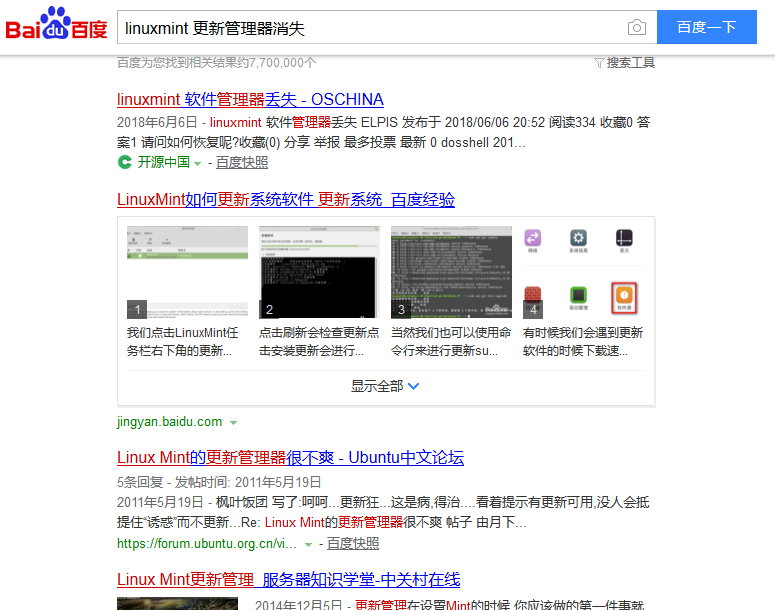 Bai du 百度
linuxmint 更新管理器消失
百度一下
百度为您找到相关结果约7,700,000个
搜索工具
linuxmint 软件管理器丢失 - OSCHINA
2018年6月6日 - linuxmint 软件管理器丢失 ELPIS 发布于 2018/06/06 20:52 阅读334 收藏0 答
案1 请问如何恢复呢?收藏(0) 分享 举报 最多投票 最新 0 dosshell 201...
开源中国 - 百度快照
LinuxMint如何更新系统软件 更新系统_百度经验
1
2
3
4
网络
系统信息
显示
驱动管理
软件源
我们点击LinuxMint任
务栏右下角的更新...
点击刷新会检查更新点
击安装更新会进行...
当然我们也可以使用命
令行来进行更新su...
有时候我们会遇到更新
软件的时候下载速...
显示全部
jingyan.baidu.com
Linux Mint的更新管理器很不爽 - Ubuntu中文论坛
5条回复 - 发帖时间: 2011年5月19日
2011年5月19日 - 枫叶饭团 写了:呵呵...更新狂...这是病,得治....看着提示有更新可用,没人会抵
提住“诱惑”而不更新...Re: Linux Mint的更新管理器很不爽 帖子 由月下...
https://forum.ubuntu.org.cn/vi... - 百度快照
Linux Mint更新管理_服务器知识学堂-中关村在线
2014年12月5日 - 更新管理在设置Mint的时候,你应该做的第一件事就